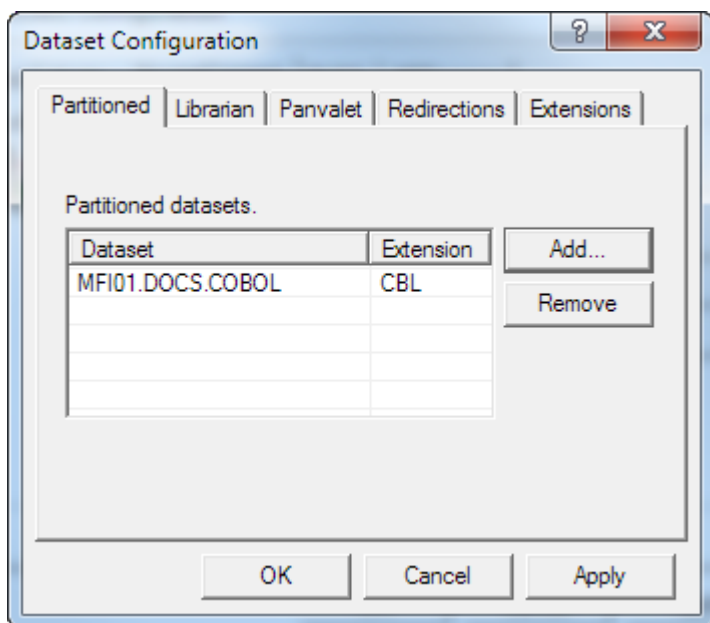 Dataset Configuration
Partitioned Librarian Panvalet Redirections Extensions
Partitioned datasets.
Dataset Extension Add...
MFI01.DOCS.COBOL CBL
Remove
OK Cancel Apply